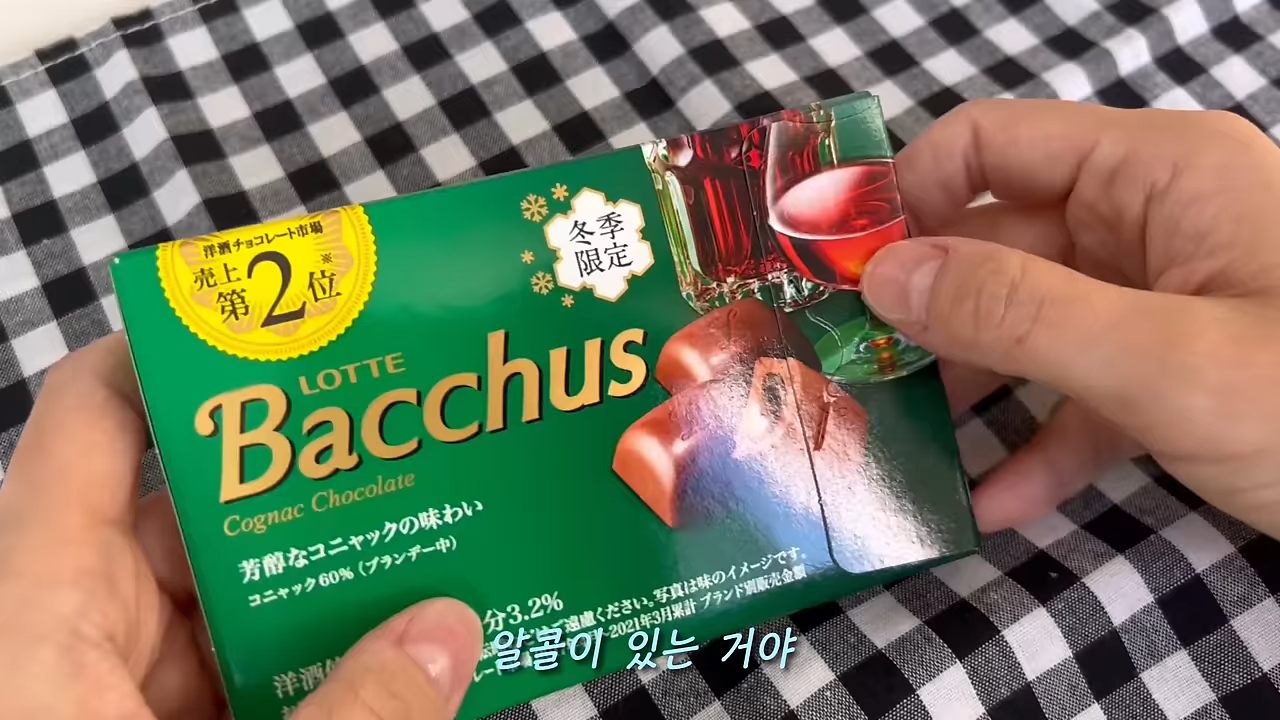 洋酒チョコレート市場
売上
第2位※
冬季
限定
LOTTE
Bacchus
Cognac Chocolate
芳醇なコニャックの味わい
コニャック60%(ブランデー中)
分3.2%
ご遠慮ください。写真は味のイメージです。
2021年3月累計 ブランド別販売金額
洋酒
알콜이 있는 거야